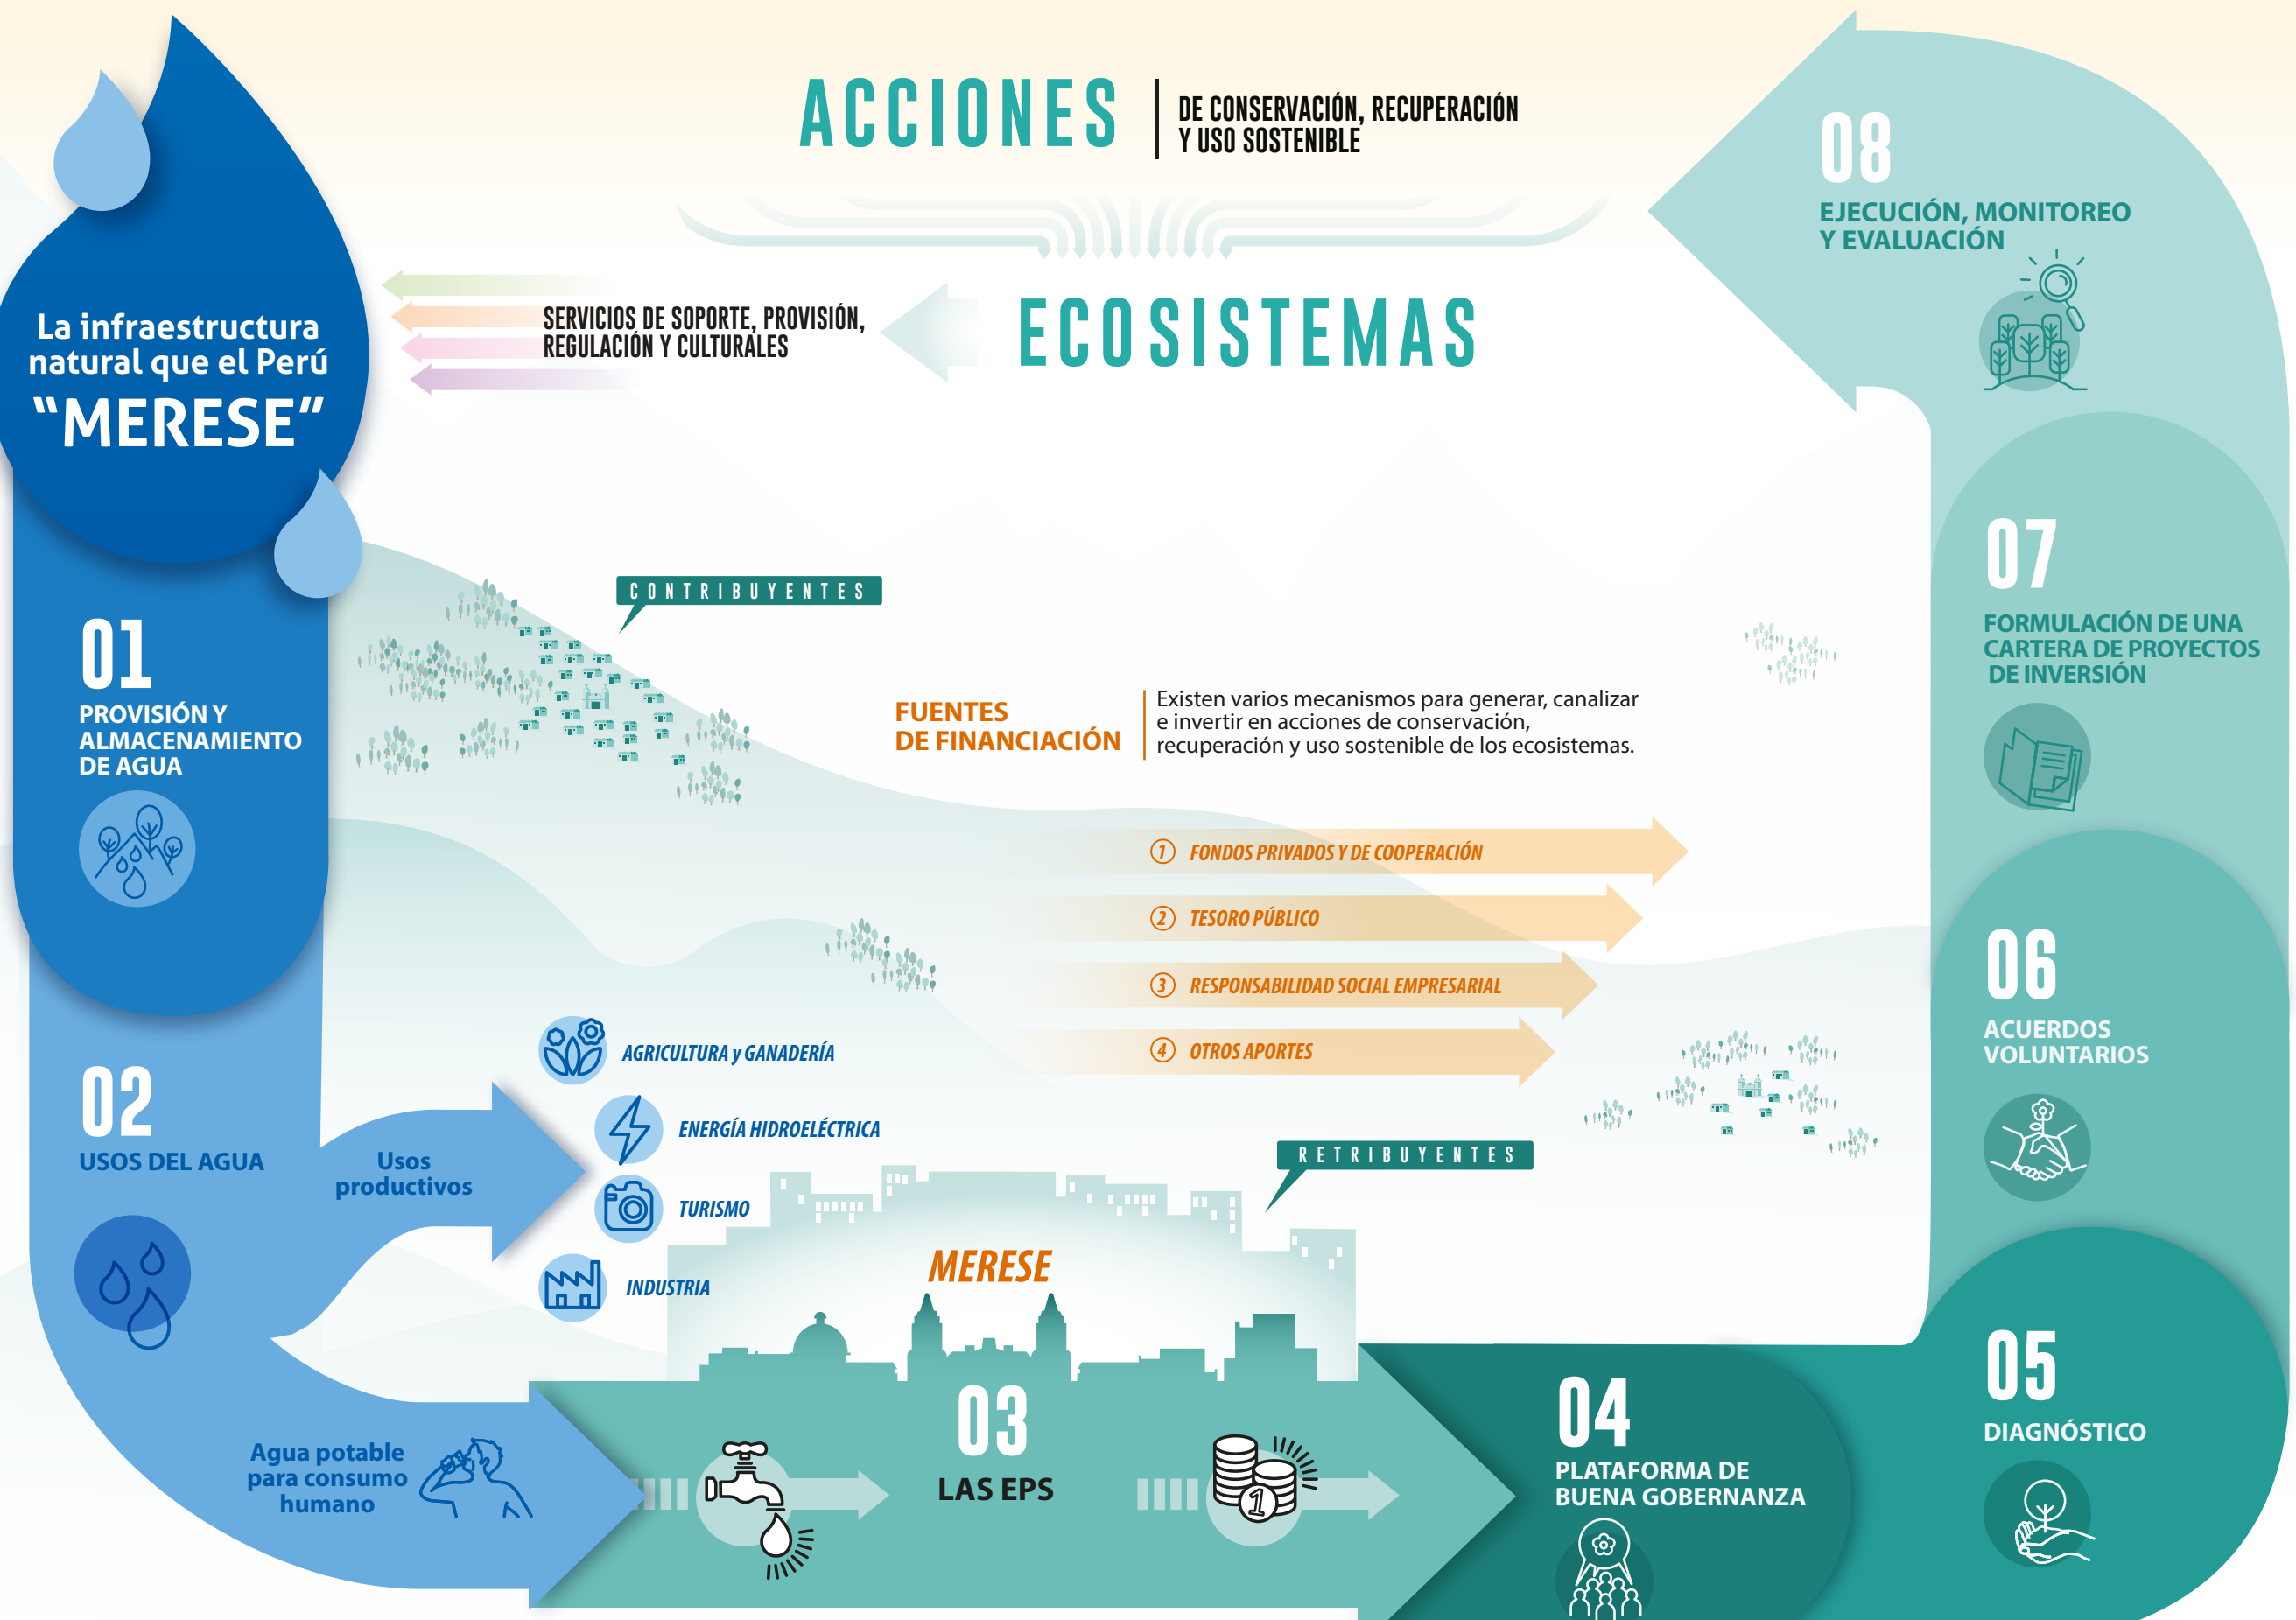 ACCIONES
DE CONSERVACIÓN, RECUPERACIÓN
Y USO SOSTENIBLE
ECOSISTEMAS
SERVICIOS DE SOPORTE, PROVISIÓN,
REGULACIÓN Y CULTURALES
La infraestructura
natural que el Perú
"MERESE"
01
PROVISIÓN Y
ALMACENAMIENTO
DE AGUA
02
USOS DEL AGUA
Usos
productivos
AGRICULTURA y GANADERÍA
ENERGÍA HIDROELÉCTRICA
TURISMO
INDUSTRIA
Agua potable
para consumo
humano
CONTRIBUYENTES
FUENTES
DE FINANCIACIÓN
Existen varios mecanismos para generar, canalizar
e invertir en acciones de conservación,
recuperación y uso sostenible de los ecosistemas.
1 FONDOS PRIVADOS Y DE COOPERACIÓN
2 TESORO PÚBLICO
3 RESPONSABILIDAD SOCIAL EMPRESARIAL
4 OTROS APORTES
RETRIBUYENTES
MERESE
03
LAS EPS
1
04
PLATAFORMA DE
BUENA GOBERNANZA
05
DIAGNÓSTICO
06
ACUERDOS
VOLUNTARIOS
07
FORMULACIÓN DE UNA
CARTERA DE PROYECTOS
DE INVERSIÓN
08
EJECUCIÓN, MONITOREO
Y EVALUACIÓN